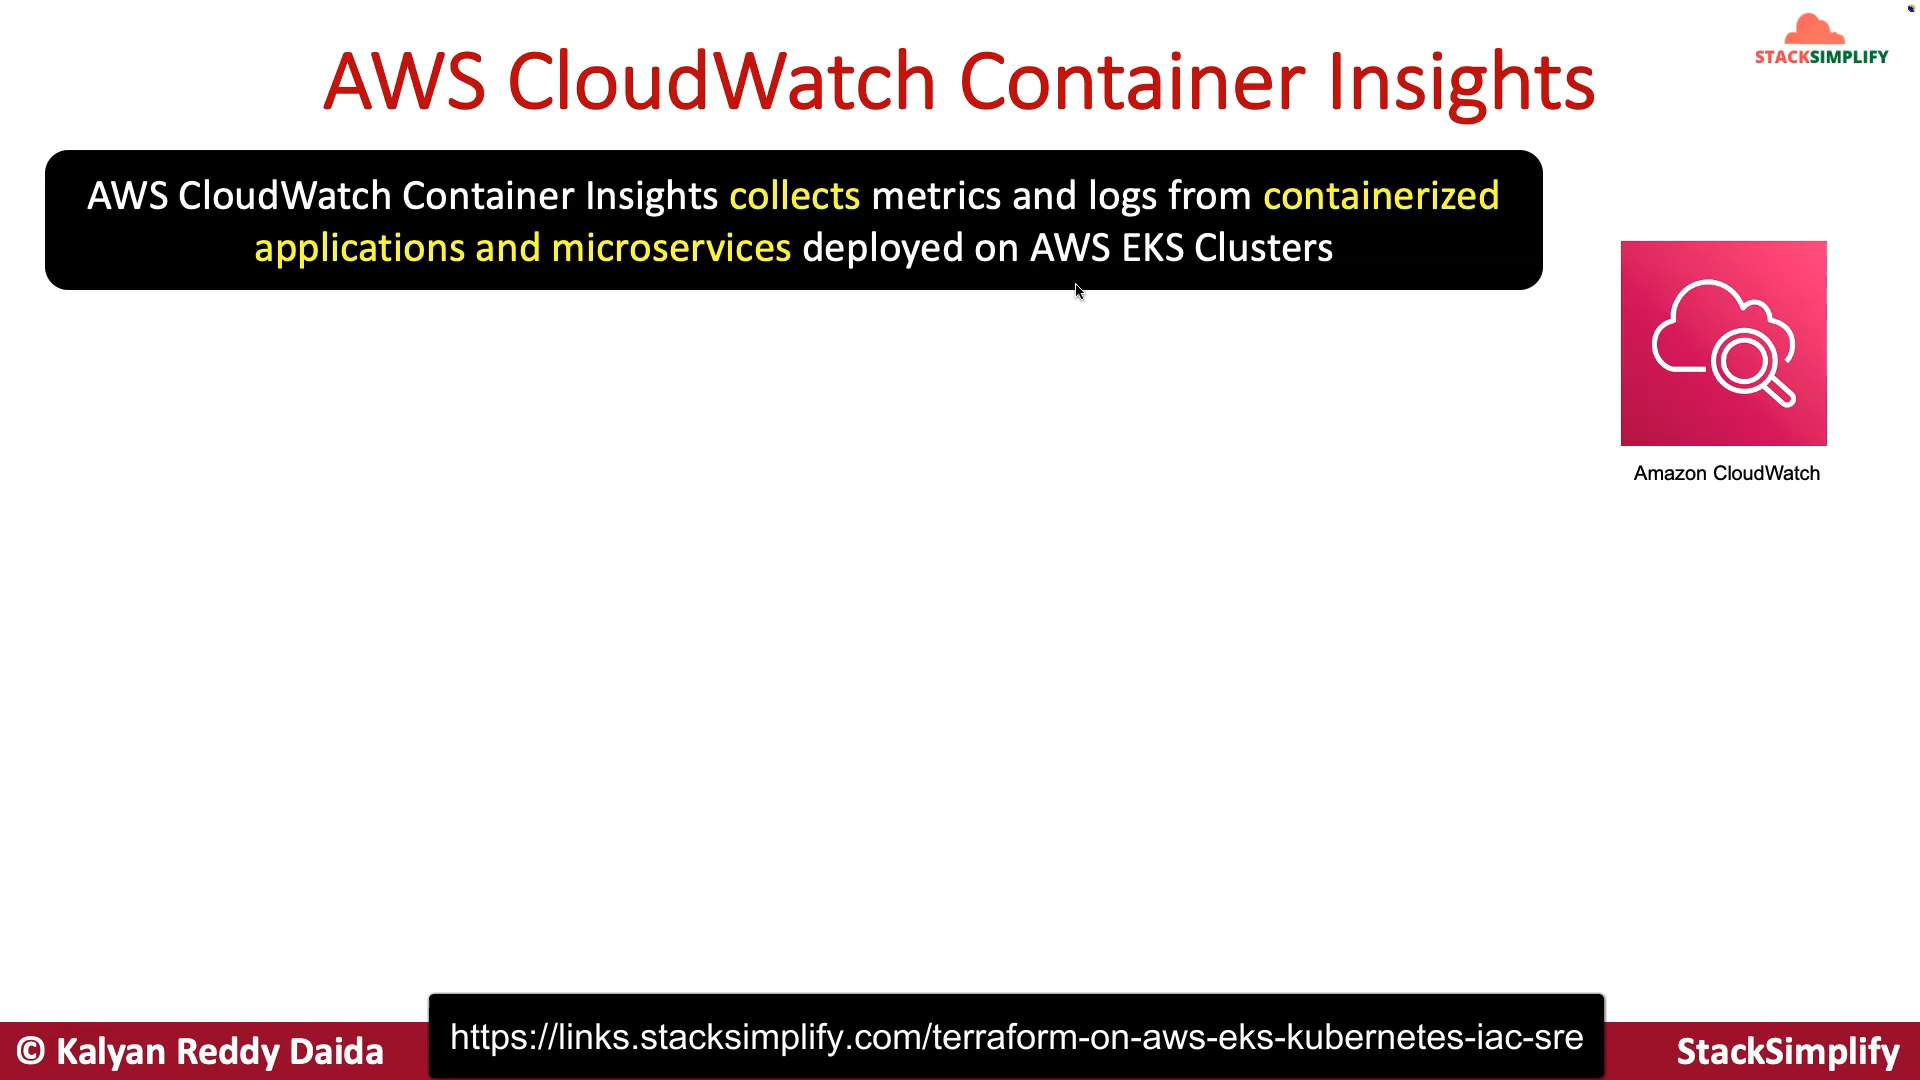 STACKSIMPLIFY
AWS CloudWatch Container Insights
AWS CloudWatch Container Insights collects metrics and logs from containerized
applications and microservices deployed on AWS EKS Clusters
Amazon CloudWatch
© Kalyan Reddy Daida
https://links.stacksimplify.com/terraform-on-aws-eks-kubernetes-iac-sre
StackSimplify